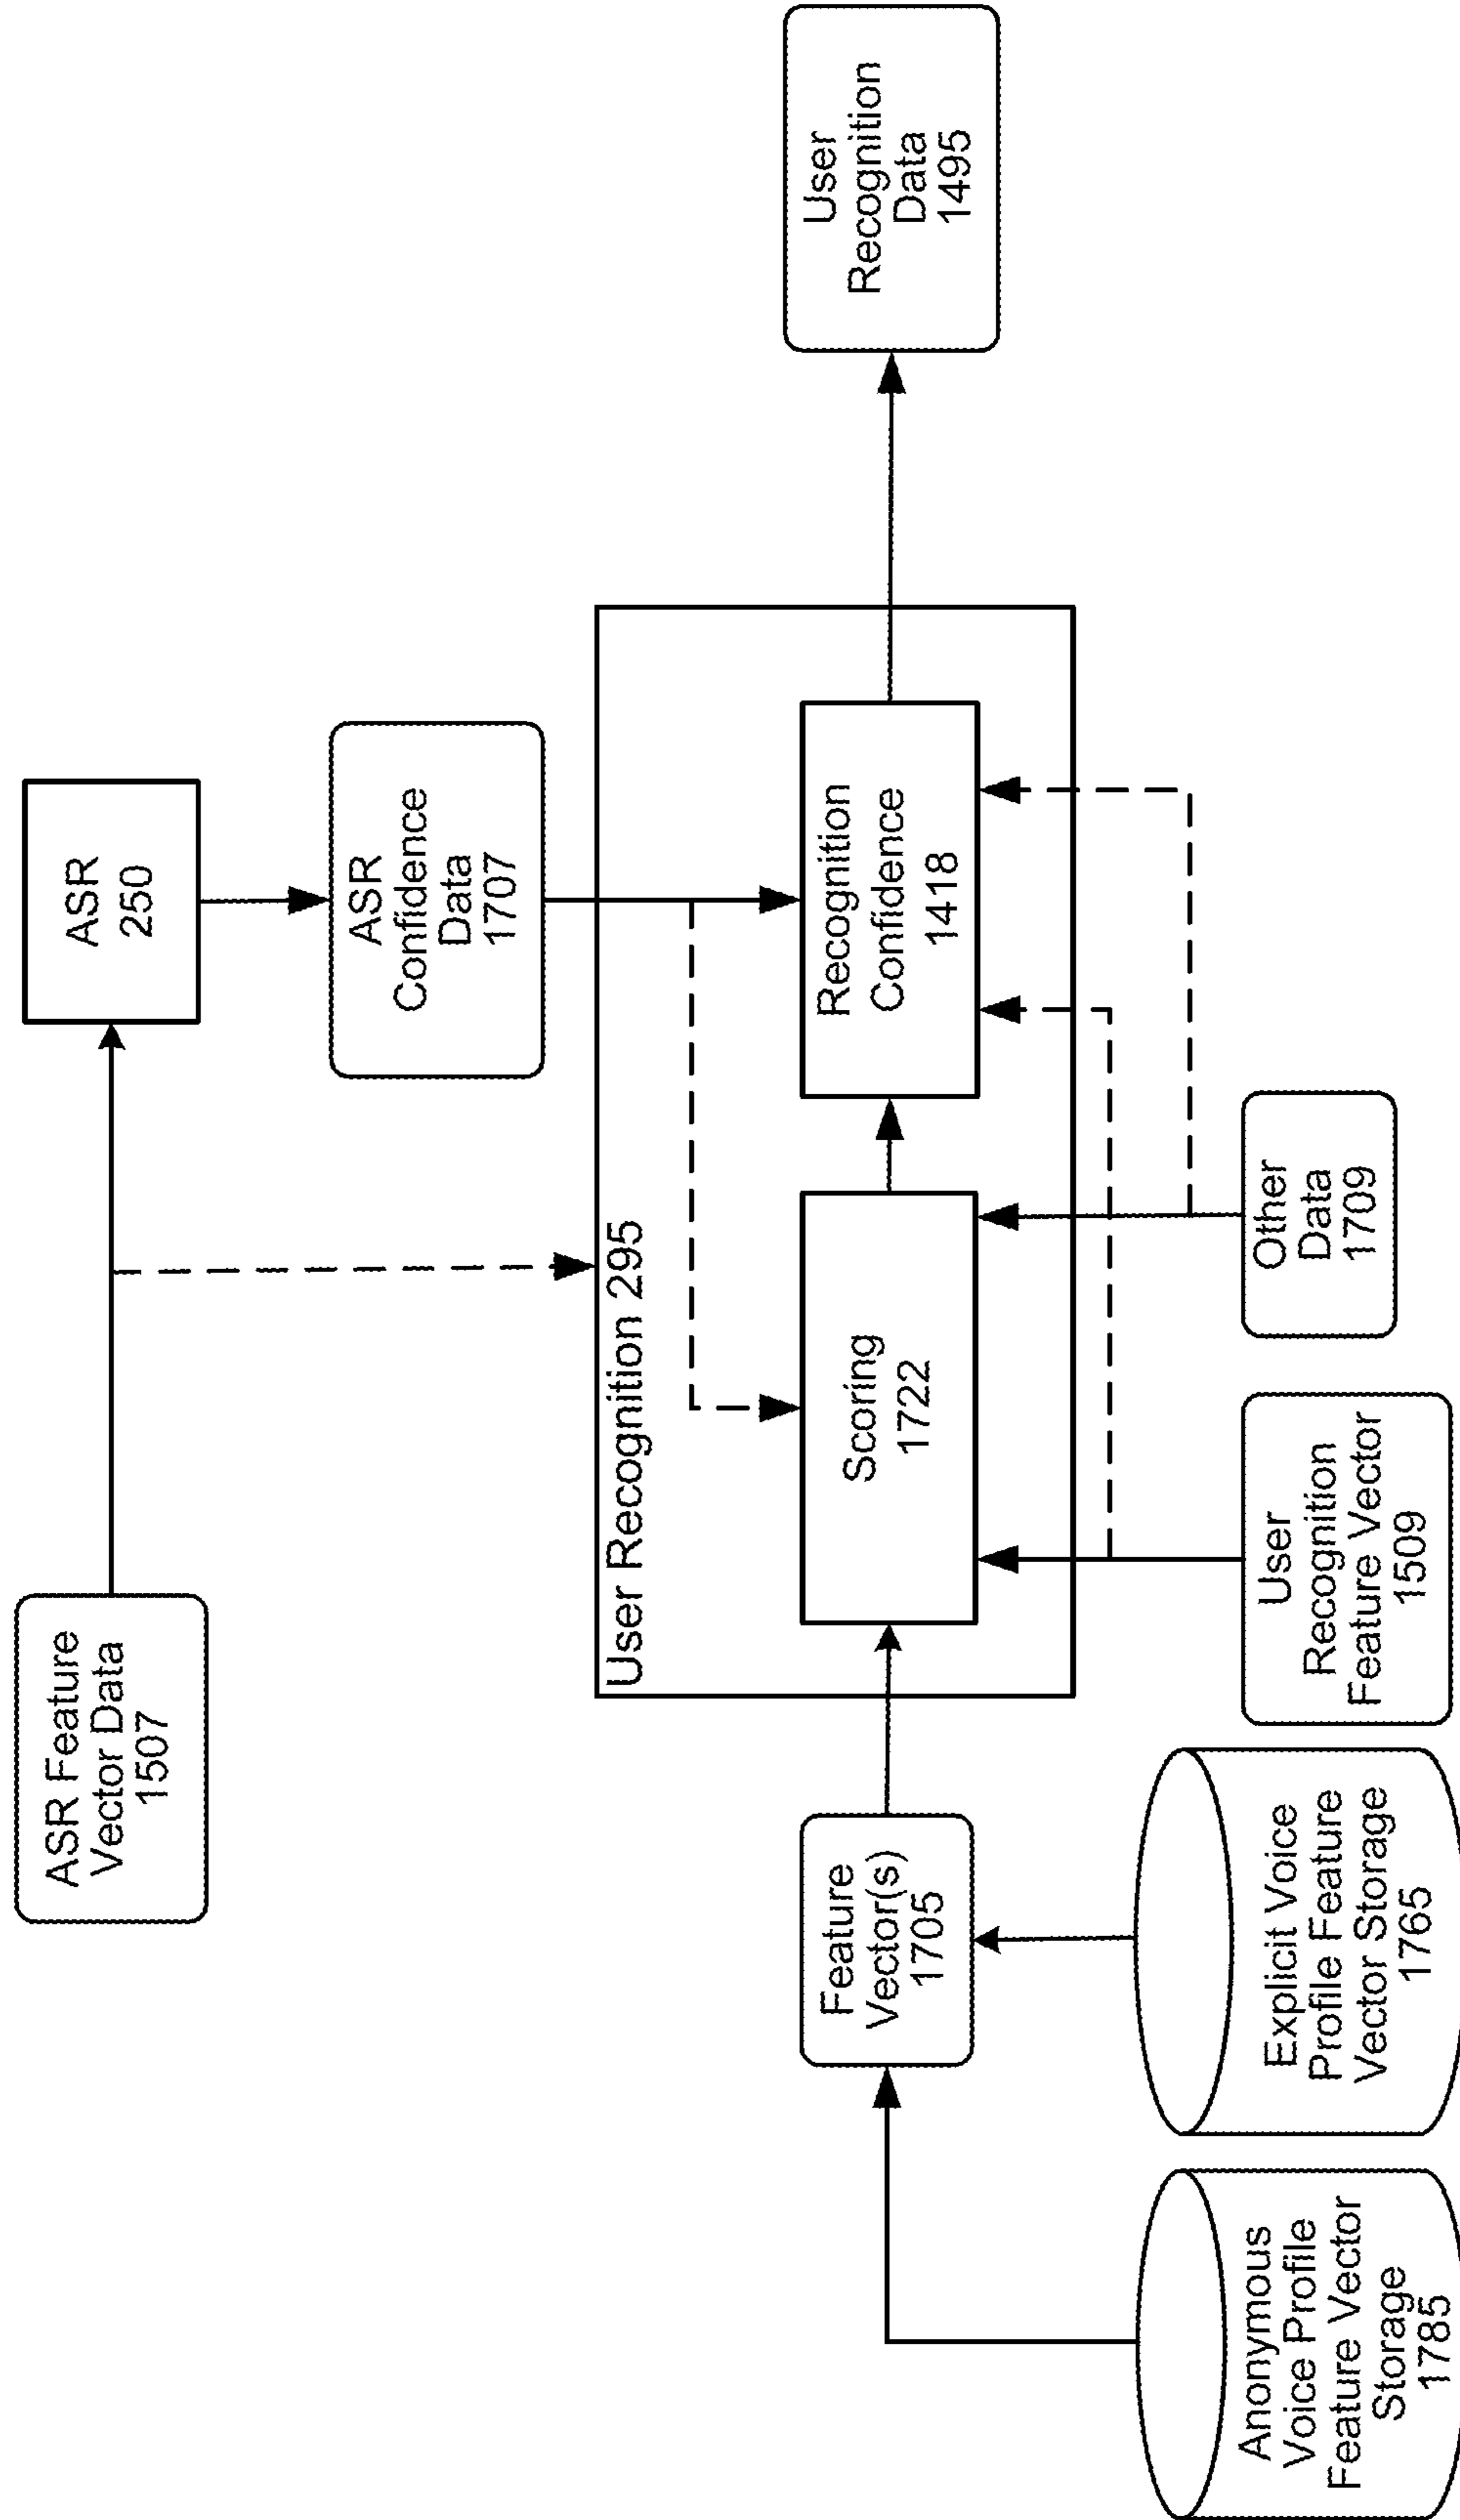 ASR Feature
Vector Data
1507
ASR
250
ASR
Confidence
Data
1707
User Recognition 295
Scoring
1722
Recognition
Confidence
1418
User
Recognition
Data
1495
Feature
Vector(s)
1705
Anonymous
Voice Profile
Feature Vector
Storage
1785
Explicit Voice
Profile Feature
Vector Storage
1765
User
Recognition
Feature Vector
1509
Other
Data
1709